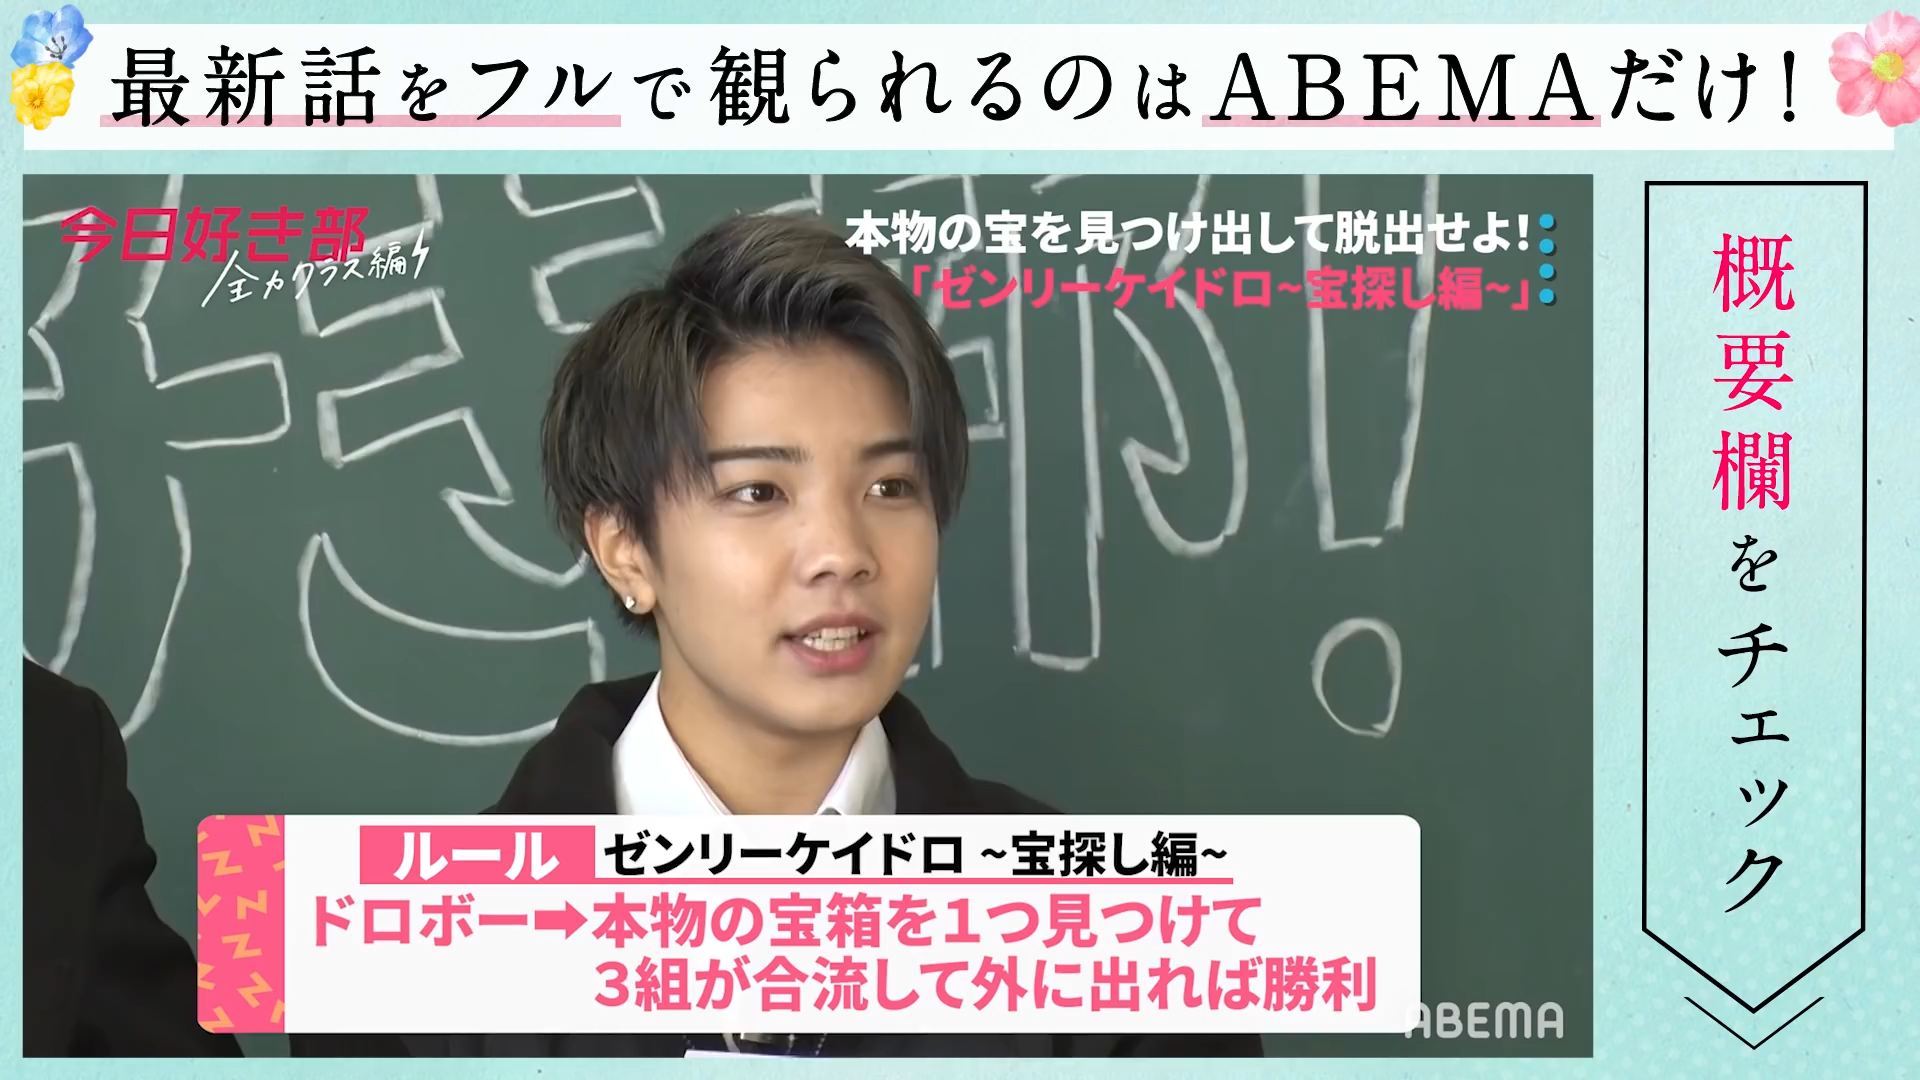 最新話をフルで観られるのはABEMAだけ!
今日好き部
全力クラス編
本物の宝を見つけ出して脱出せよ!
「ゼンリーケイドロ~宝探し編~」
ルール ゼンリーケイドロ ~宝探し編~
ドロボー➡本物の宝箱を1つ見つけて
3組が合流して外に出れば勝利
ABEMA
概要欄をチェック